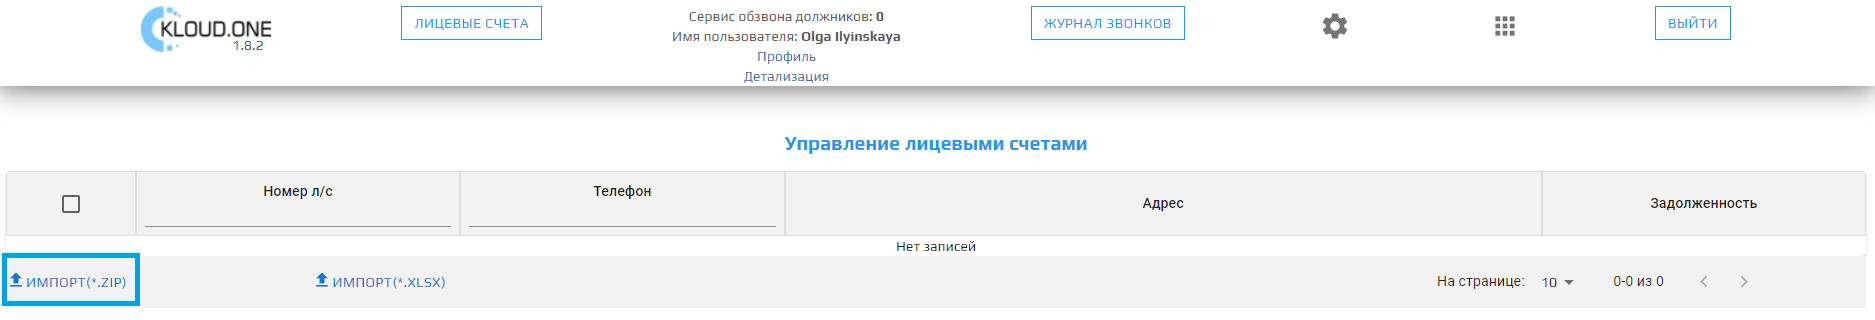 KLOUD.ONE
1.8.2
ЛИЦЕВЫЕ СЧЕТА
Сервис обзвона должников: 0
Имя пользователя: Olga Ilyinskaya
Профиль
Детализация
ЖУРНАЛ ЗВОНКОВ
ВЫЙТИ
Управление лицевыми счетами
Номер л/с
Телефон
Адрес
Задолженность
Нет записей
ИМПОРТ(*.ZIP)
ИМПОРТ(*.XLSX)
На странице: 10
0-0 из 0